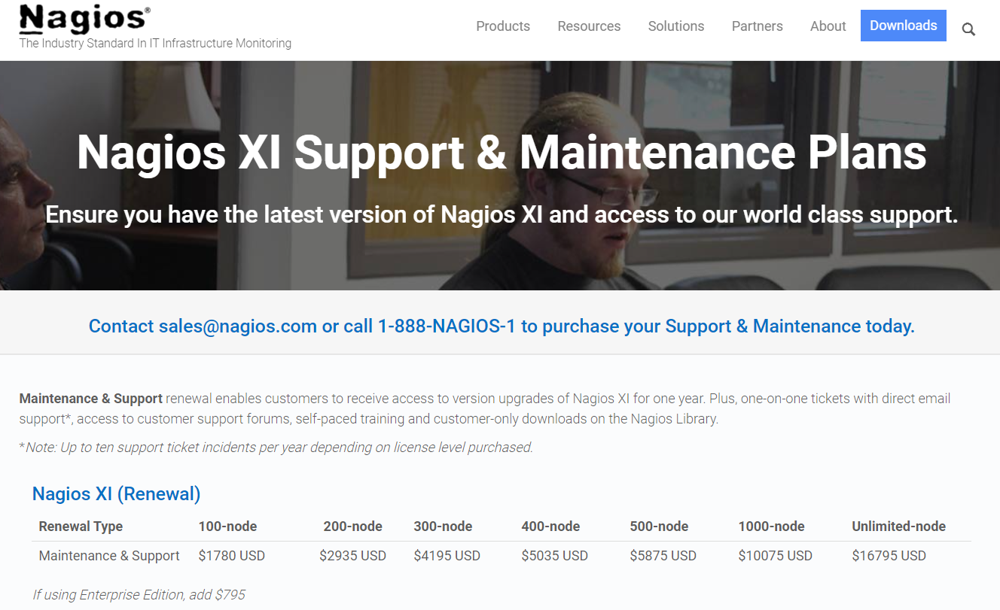 Nagios®
The Industry Standard In IT Infrastructure Monitoring
Products Resources Solutions Partners About Downloads
Nagios XI Support & Maintenance Plans
Ensure you have the latest version of Nagios XI and access to our world class support.
Contact sales@nagios.com or call 1-888-NAGIOS-1 to purchase your Support & Maintenance today.
Maintenance & Support renewal enables customers to receive access to version upgrades of Nagios XI for one year. Plus, one-on-one tickets with direct email
support*, access to customer support forums, self-paced training and customer-only downloads on the Nagios Library.
*Note: Up to ten support ticket incidents per year depending on license level purchased.
Nagios XI (Renewal)
Renewal Type 100-node 200-node 300-node 400-node 500-node 1000-node Unlimited-node
Maintenance & Support $1780 USD $2935 USD $4195 USD $5035 USD $5875 USD $10075 USD $16795 USD
If using Enterprise Edition, add $795